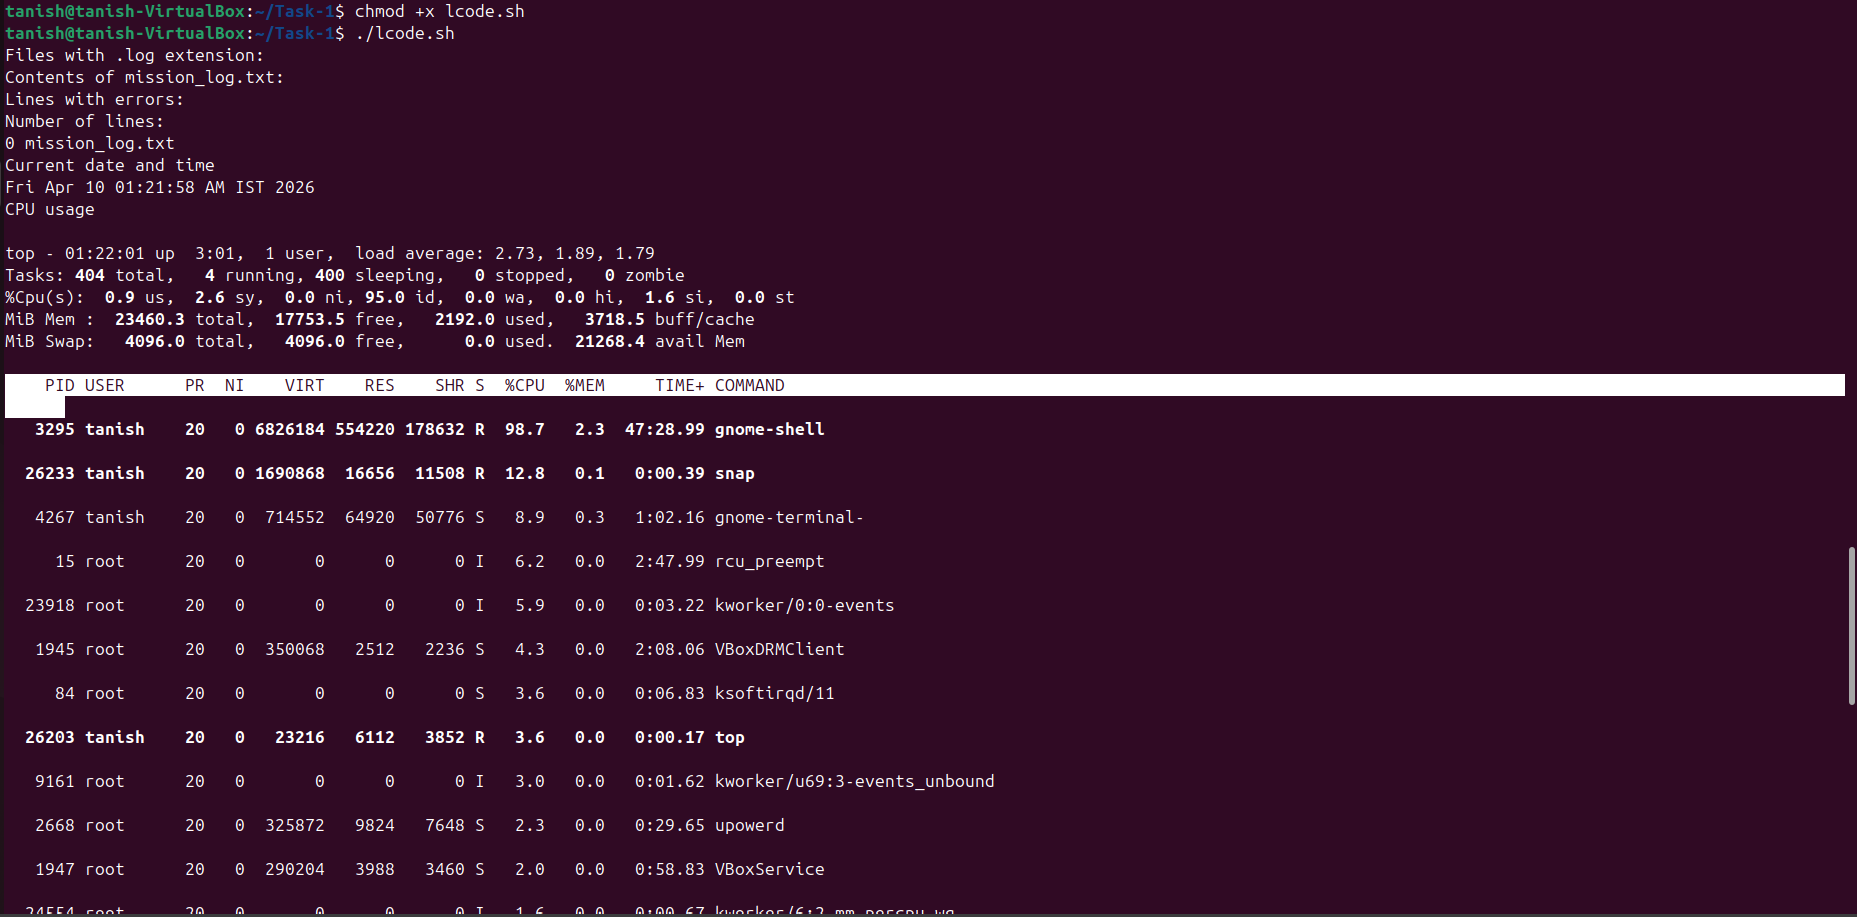 tanish@tanish-VirtualBox:~/Task-1$ chmod +x lcode.sh
tanish@tanish-VirtualBox:~/Task-1$ ./lcode.sh
Files with .log extension:
Contents of mission_log.txt:
Lines with errors:
Number of lines:
0 mission_log.txt
Current date and time
Fri Apr 10 01:21:58 AM IST 2026
CPU usage

top - 01:22:01 up  3:01,  1 user,  load average: 2.73, 1.89, 1.79
Tasks: 404 total,   4 running, 400 sleeping,   0 stopped,   0 zombie
%Cpu(s):  0.9 us,  2.6 sy,  0.0 ni, 95.0 id,  0.0 wa,  0.0 hi,  1.6 si,  0.0 st
MiB Mem :  23460.3 total,  17753.5 free,   2192.0 used,   3718.5 buff/cache
MiB Swap:   4096.0 total,   4096.0 free,      0.0 used.  21268.4 avail Mem

    PID USER      PR  NI    VIRT    RES    SHR S  %CPU  %MEM     TIME+ COMMAND
   3295 tanish    20   0 6826184 554220 178632 R  98.7   2.3  47:28.99 gnome-shell
  26233 tanish    20   0 1690868  16656  11508 R  12.8   0.1   0:00.39 snap
   4267 tanish    20   0  714552  64920  50776 S   8.9   0.3   1:02.16 gnome-terminal-
     15 root      20   0       0      0      0 I   6.2   0.0   2:47.99 rcu_preempt
  23918 root      20   0       0      0      0 I   5.9   0.0   0:03.22 kworker/0:0-events
   1945 root      20   0  350068   2512   2236 S   4.3   0.0   2:08.06 VBoxDRMClient
     84 root      20   0       0      0      0 S   3.6   0.0   0:06.83 ksoftirqd/11
  26203 tanish    20   0   23216   6112   3852 R   3.6   0.0   0:00.17 top
   9161 root      20   0       0      0      0 I   3.0   0.0   0:01.62 kworker/u69:3-events_unbound
   2668 root      20   0  325872   9824   7648 S   2.3   0.0   0:29.65 upowerd
   1947 root      20   0  290204   3988   3460 S   2.0   0.0   0:58.83 VBoxService
  24554 root      20   0       0      0      0 I   1.6   0.0   0:00.67